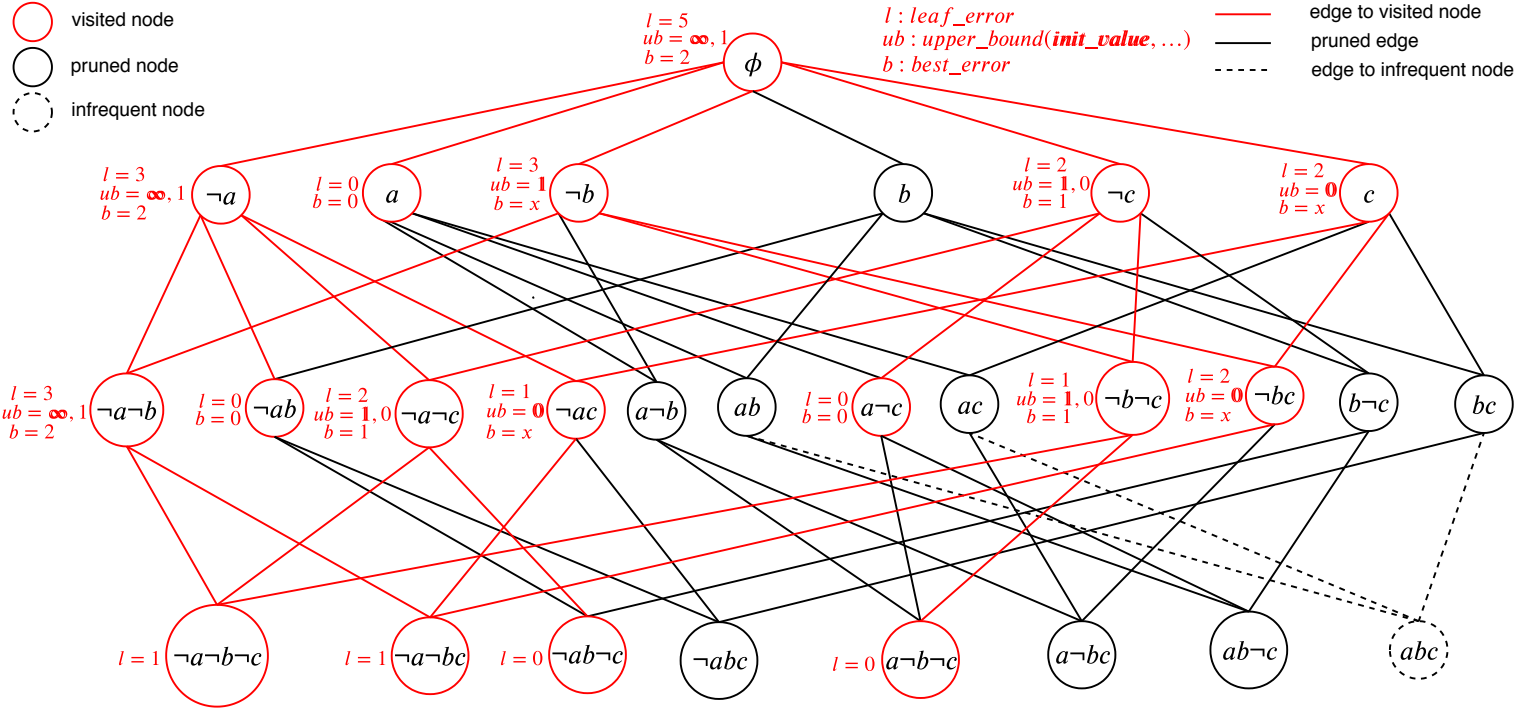 visited node
pruned node
infrequent node
l = 5
ub = ∞, 1
b = 2
ϕ
l : leaf_error
ub : upper_bound(init_value, …)
b : best_error
edge to visited node
pruned edge
edge to infrequent node
l = 3
ub = ∞, 1
b = 2
¬a
l = 0
b = 0
a
l = 3
ub = 1
b = x
¬b
b
l = 2
ub = 1, 0
b = 1
¬c
l = 2
ub = 0
b = x
c
l = 3
ub = ∞, 1
b = 2
¬a¬b
l = 0
b = 0
¬ab
l = 2
ub = 1, 0
b = 1
¬a¬c
l = 1
ub = 0
b = x
¬ac
a¬b
ab
l = 0
b = 0
a¬c
ac
l = 1
ub = 1, 0
b = 1
¬b¬c
l = 2
ub = 0
b = x
¬bc
b¬c
bc
l = 1
¬a¬b¬c
l = 1
¬a¬bc
l = 0
¬ab¬c
¬abc
l = 0
a¬b¬c
a¬bc
ab¬c
abc